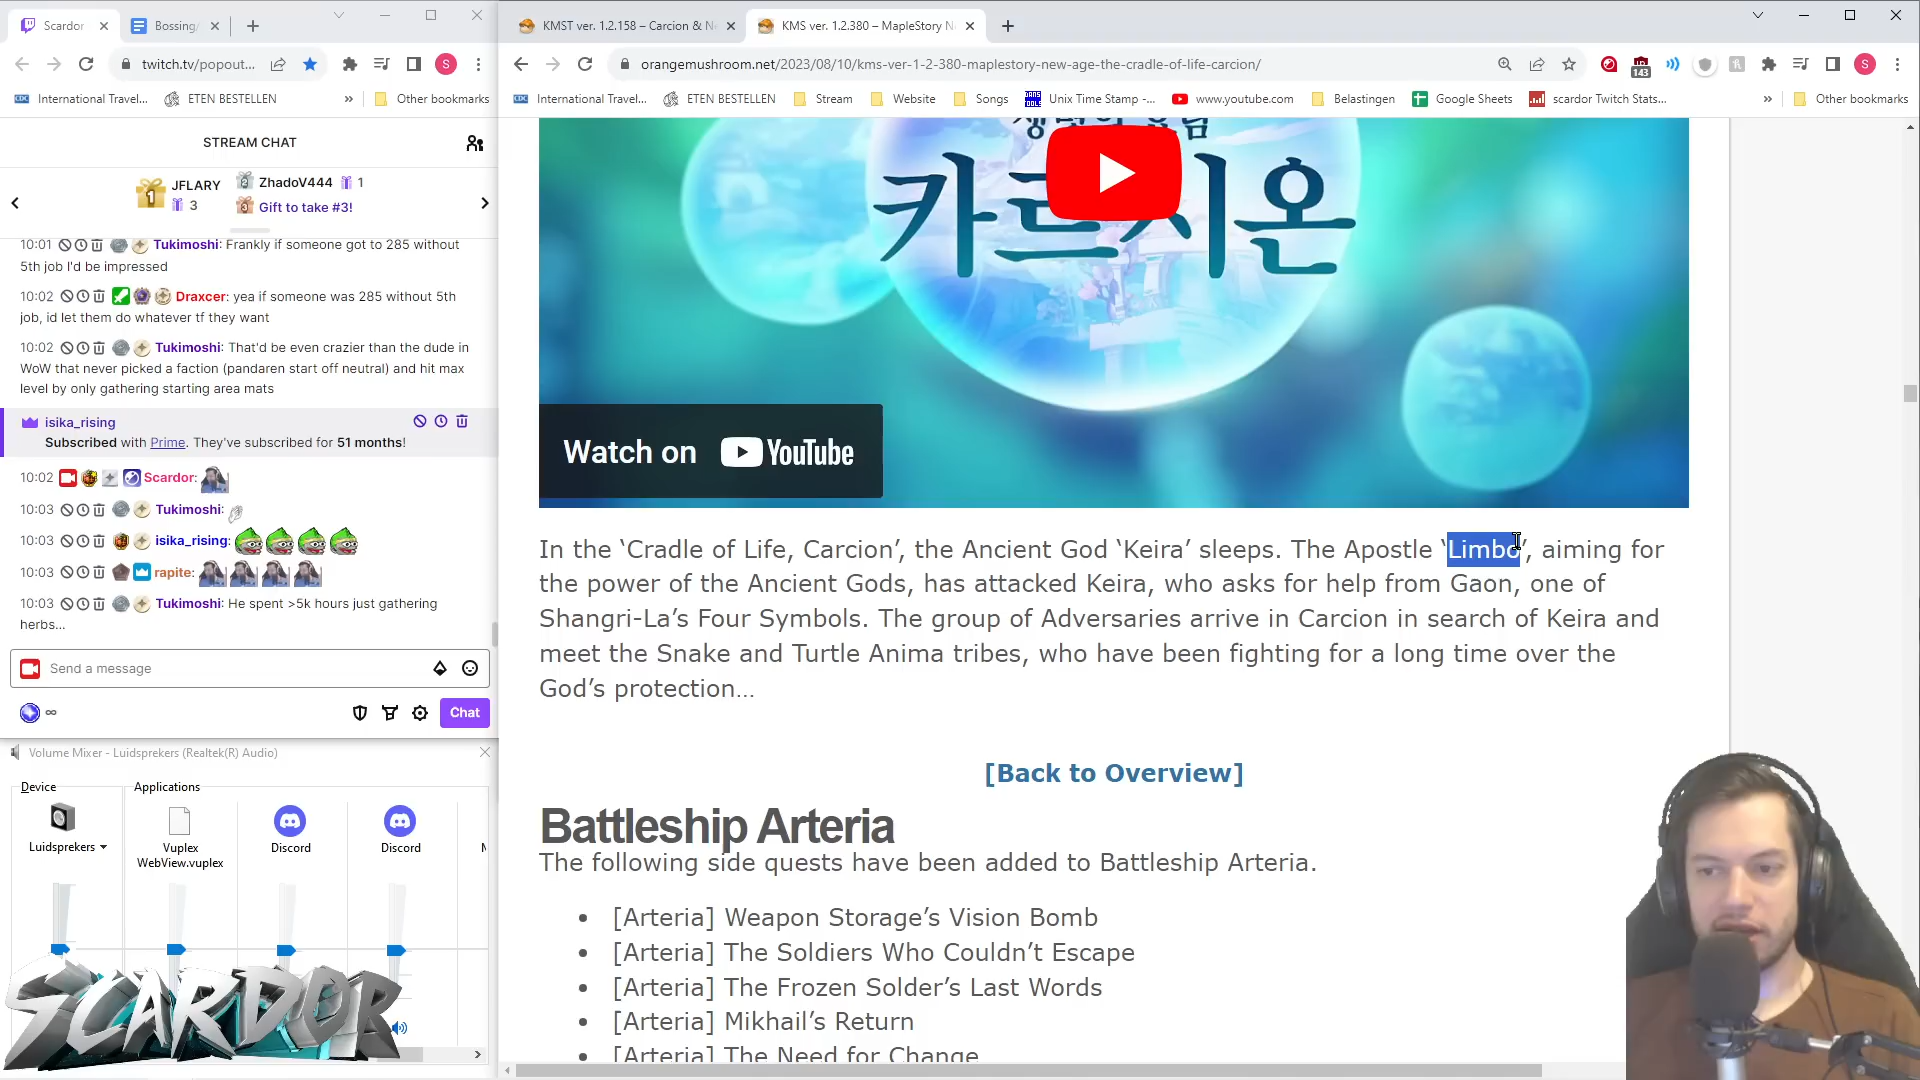 Scardor
Bossing/
twitch.tv/popout...
S
International Travel...
ETEN BESTELLEN
»
Other bookmarks
STREAM CHAT
1
JFLARY
3
2
ZhadoV444
1
3
Gift to take #3!
10:01 Tukimoshi: Frankly if someone got to 285 without
5th job I'd be impressed
10:02 Draxcer: yea if someone was 285 without 5th
job, id let them do whatever tf they want
10:02 Tukimoshi: That'd be even crazier than the dude in
WoW that never picked a faction (pandaren start off neutral) and hit max
level by only gathering starting area mats
isika_rising
Subscribed with Prime. They've subscribed for 51 months!
10:02 Scardor:
10:03 Tukimoshi:
10:03 isika_rising:
10:03 rapite:
10:03 Tukimoshi: He spent >5k hours just gathering
herbs...
Send a message
∞
Chat
Volume Mixer - Luidsprekers (Realtek(R) Audio)
Device
Applications
Luidsprekers
Vuplex
WebView.vuplex
Discord
Discord
SCARDOR
KMST ver. 1.2.158 – Carcion & N
KMS ver. 1.2.380 – MapleStory N
orangemushroom.net/2023/08/10/kms-ver-1-2-380-maplestory-new-age-the-cradle-of-life-carcion/
143
S
International Travel...
ETEN BESTELLEN
Stream
Website
Songs
Unix Time Stamp -...
www.youtube.com
Belastingen
Google Sheets
scardor Twitch Stats...
»
Other bookmarks
카르시온
Watch on YouTube
In the ‘Cradle of Life, Carcion’, the Ancient God ‘Keira’ sleeps. The Apostle ‘Limbo’, aiming for
the power of the Ancient Gods, has attacked Keira, who asks for help from Gaon, one of
Shangri-La’s Four Symbols. The group of Adversaries arrive in Carcion in search of Keira and
meet the Snake and Turtle Anima tribes, who have been fighting for a long time over the
God’s protection…
[Back to Overview]
Battleship Arteria
The following side quests have been added to Battleship Arteria.
• [Arteria] Weapon Storage’s Vision Bomb
• [Arteria] The Soldiers Who Couldn’t Escape
• [Arteria] The Frozen Solder’s Last Words
• [Arteria] Mikhail’s Return
• [Arteria] The Need for Change